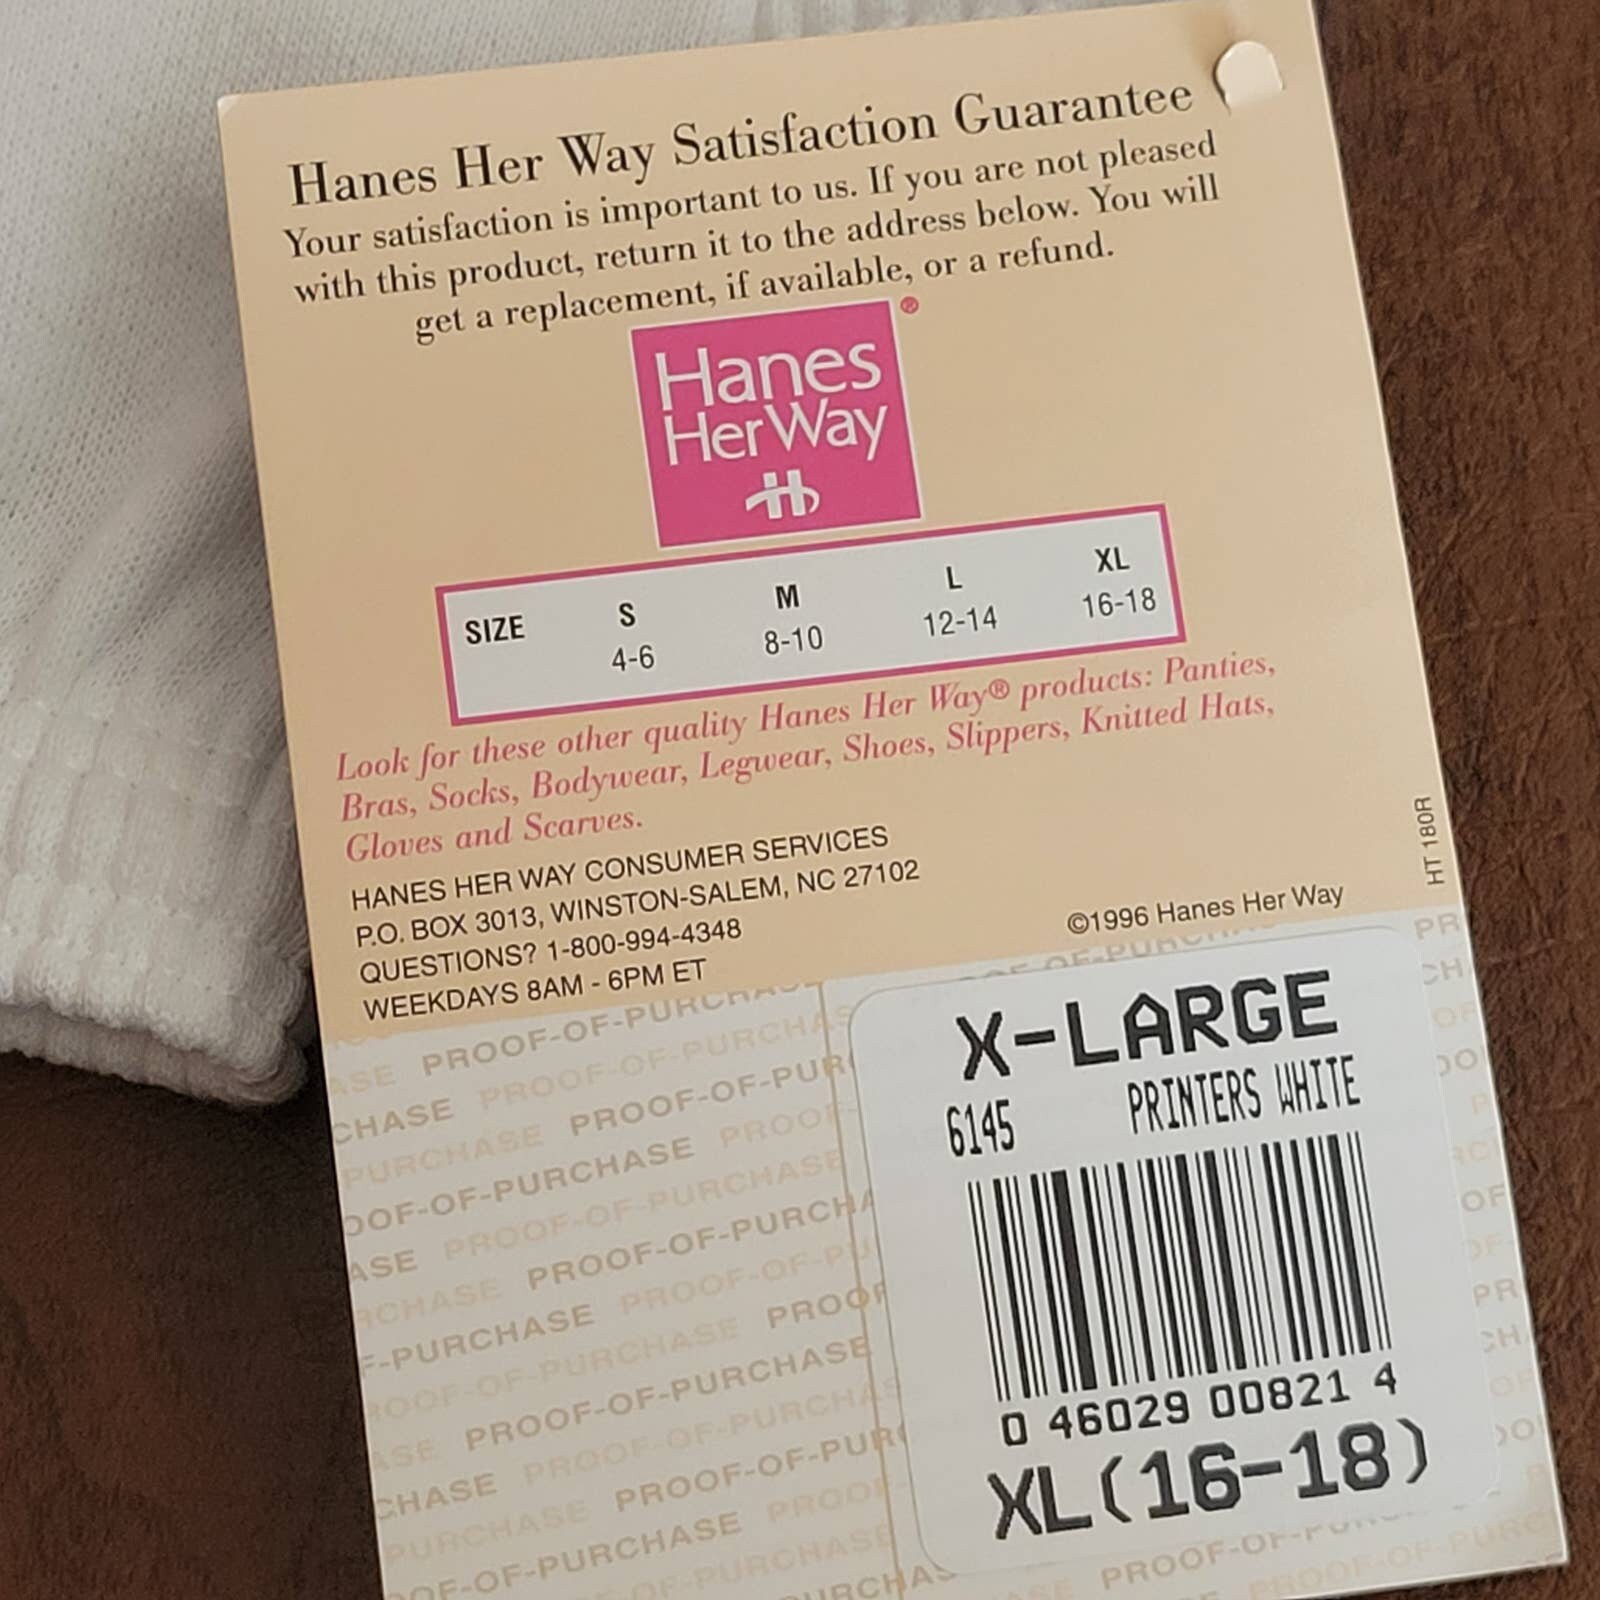 Hanes Her Way Satisfaction Guarantee
Your satisfaction is important to us. If you are not pleased
with this product, return it to the address below. You will
get a replacement, if available, or a refund.
Hanes ®
Her Way
SIZE S M L XL
4-6 8-10 12-14 16-18
Look for these other quality Hanes Her Way® products: Panties,
Bras, Socks, Bodywear, Legwear, Shoes, Slippers, Knitted Hats,
Gloves and Scarves.
HANES HER WAY CONSUMER SERVICES
P.O. BOX 3013, WINSTON-SALEM, NC 27102
QUESTIONS? 1-800-994-4348
WEEKDAYS 8AM - 6PM ET
©1996 Hanes Her Way
HT 180R
X-LARGE
6145 PRINTERS WHITE
0 46029 00821 4
XL(16-18)
PROOF-OF-PURCHASE
PROOF-OF-PURCHASE
PROOF-OF-PURCHASE
PROOF-OF-PURCHASE
PROOF-OF-PURCHASE
PROOF-OF-PURCHASE